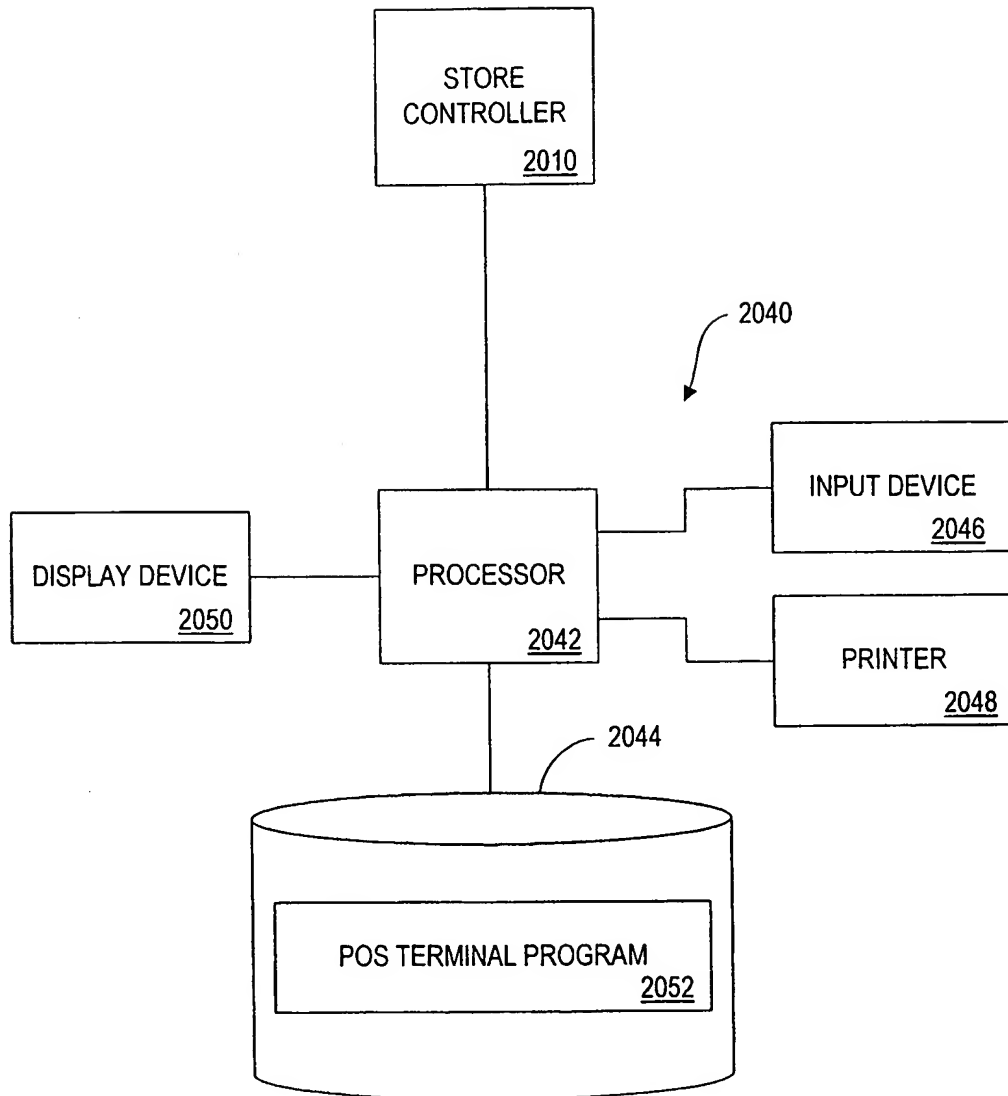 STORE
CONTROLLER
2010
2040
INPUT DEVICE
2046
DISPLAY DEVICE
2050
PROCESSOR
2042
PRINTER
2048
2044
POS TERMINAL PROGRAM
2052